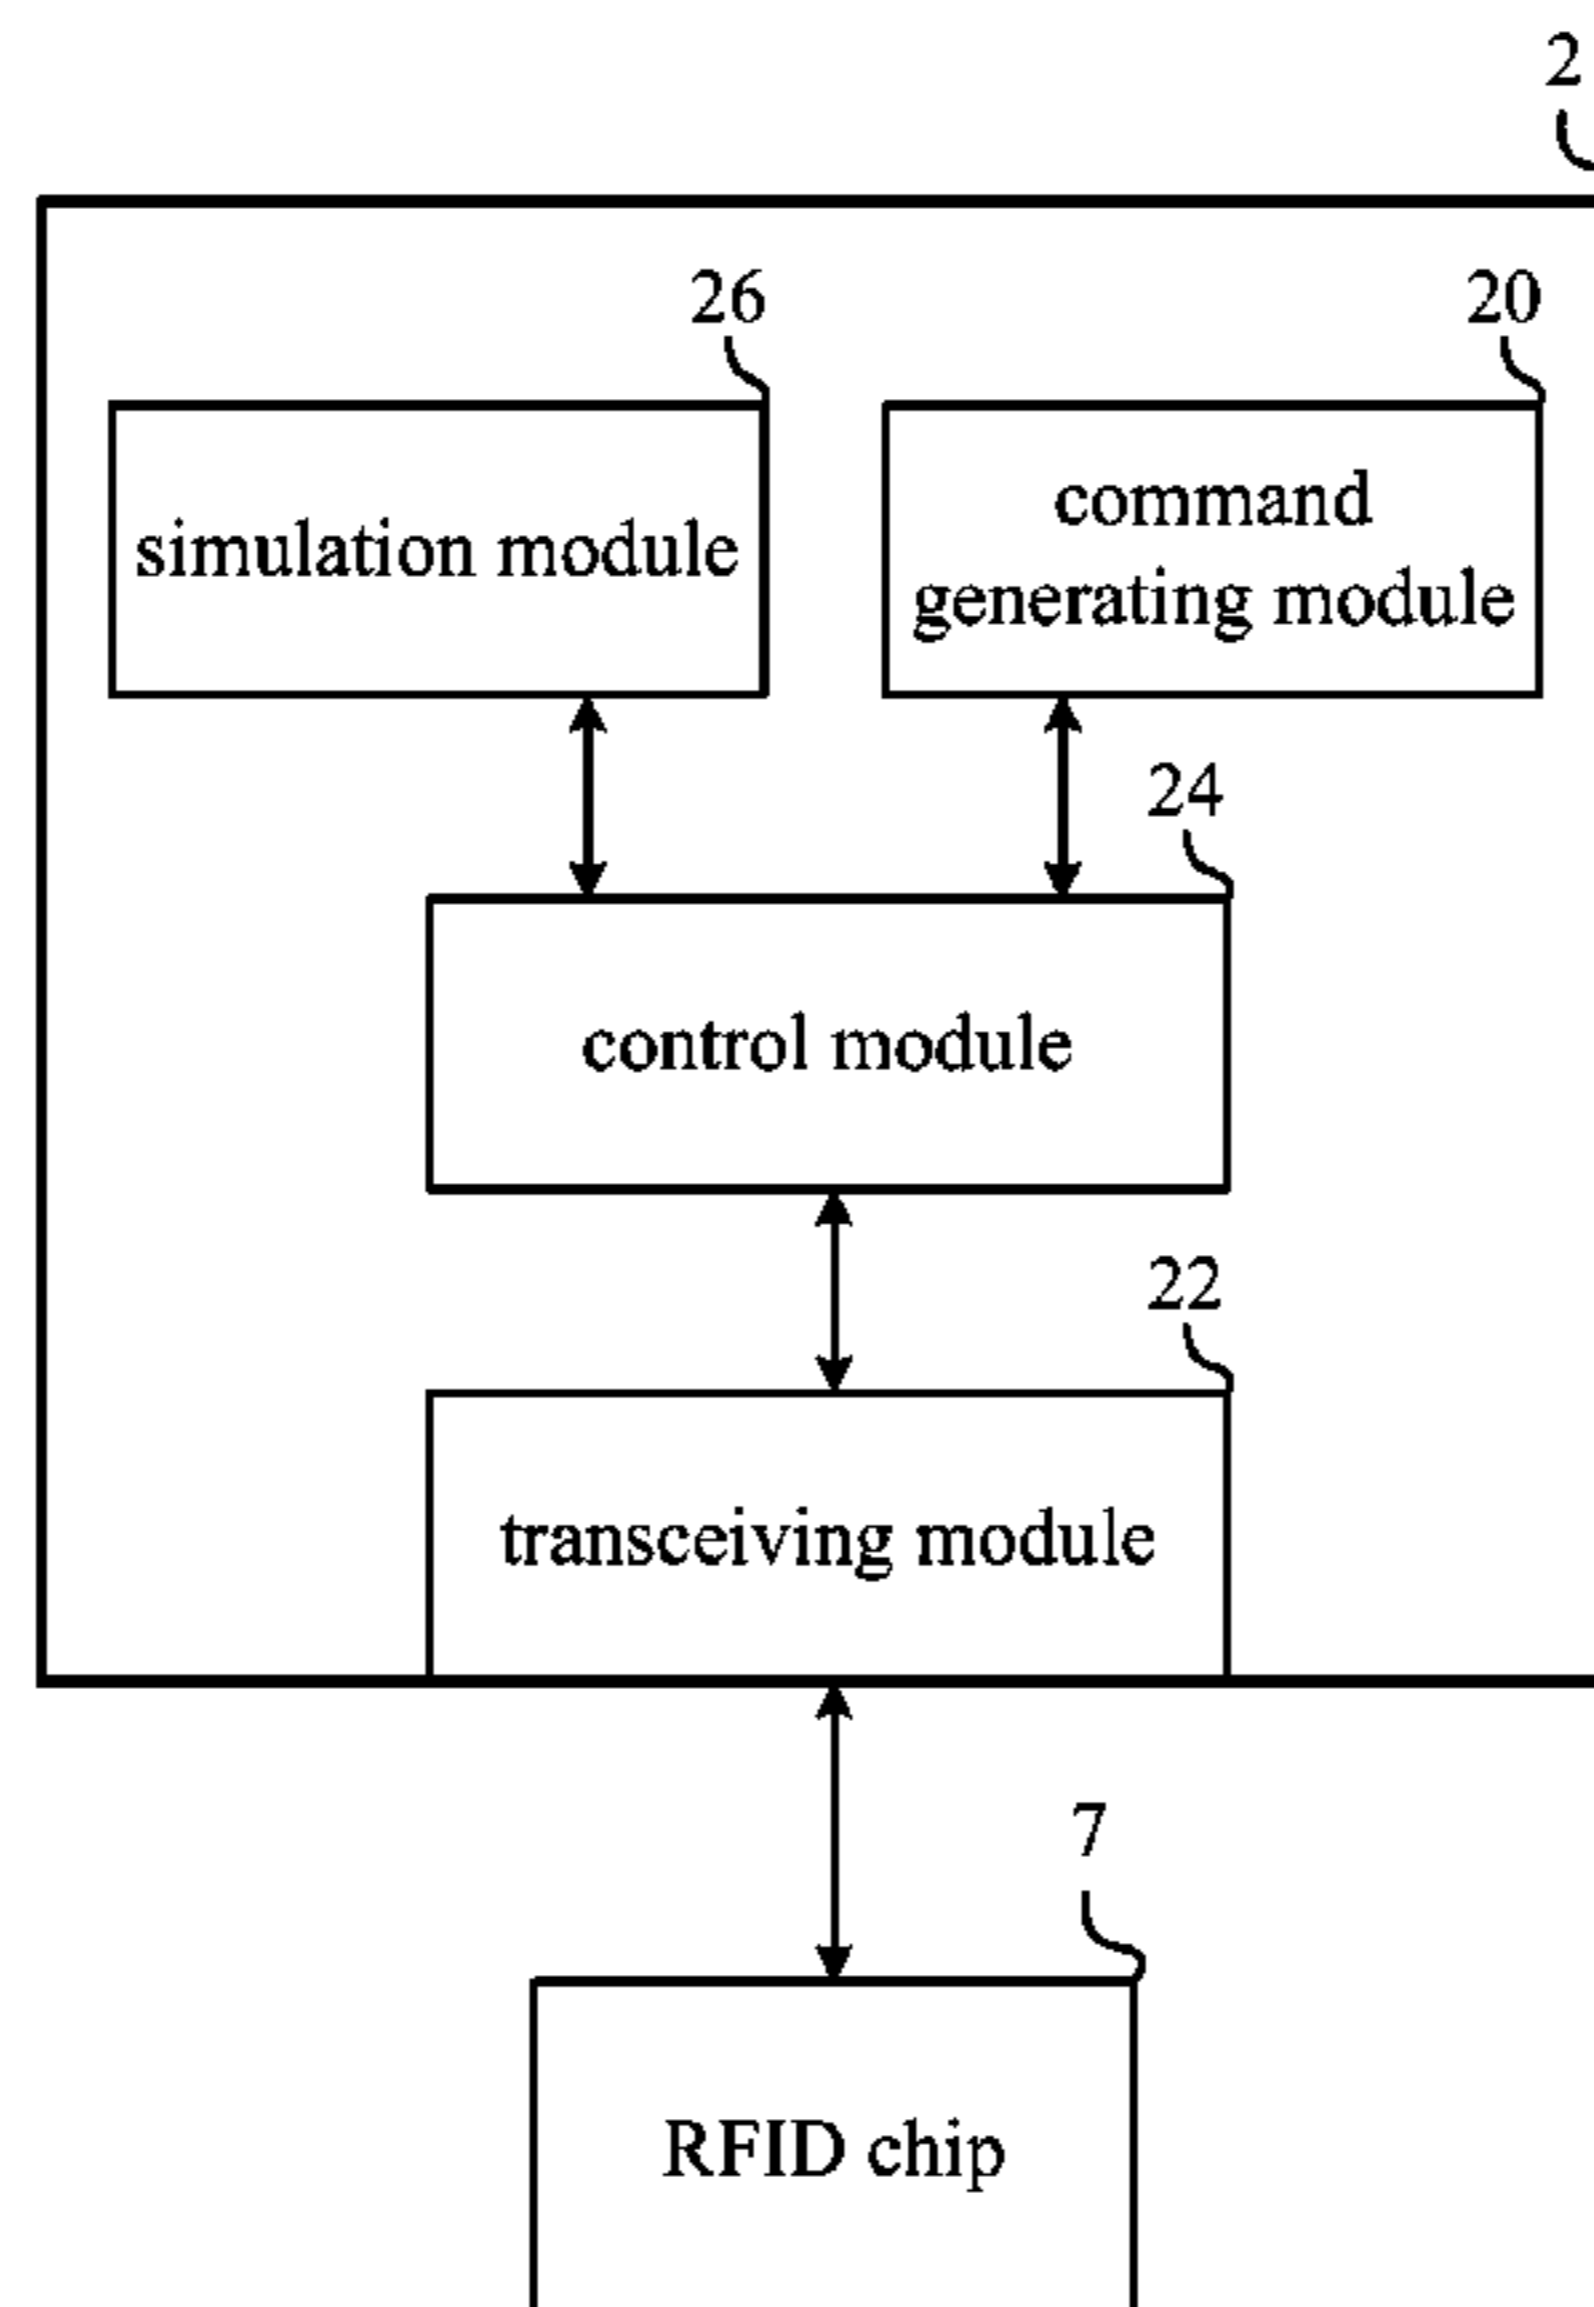 2
26
20
simulation module
command
generating module
24
control module
22
transceiving module
7
RFID chip